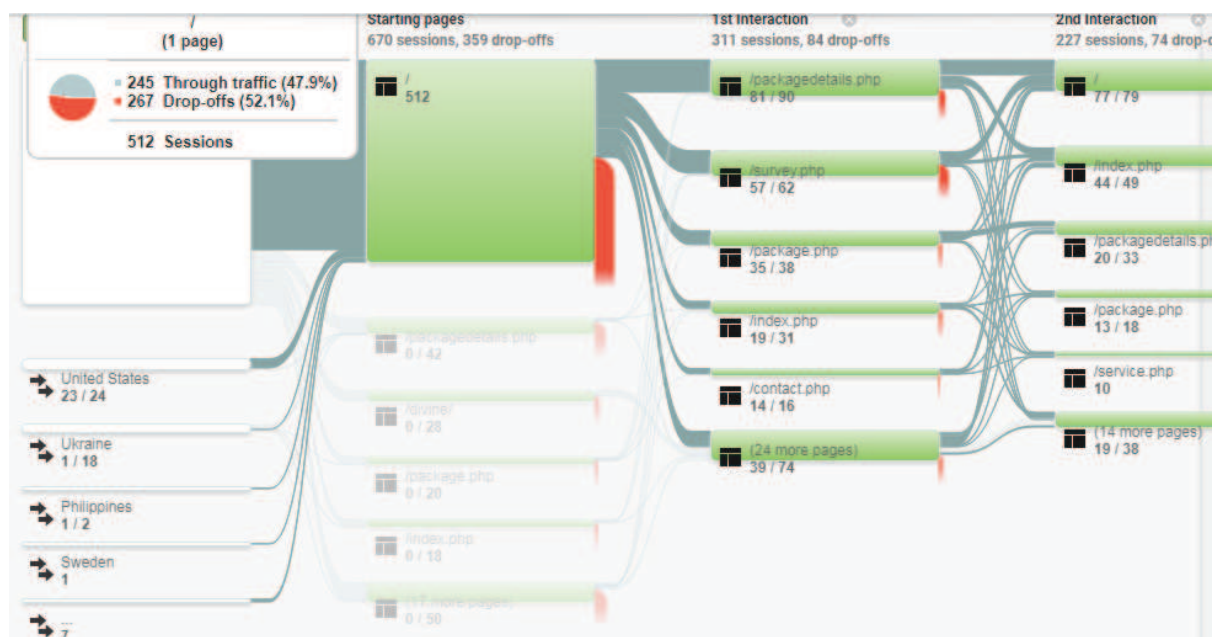 /
(1 page)
245 Through traffic (47.9%)
267 Drop-offs (52.1%)
512 Sessions
United States
23 / 24
Ukraine
1 / 18
Philippines
1 / 2
Sweden
1
...
7
Starting pages
670 sessions, 359 drop-offs
/
512
/packagedetails.php
0 / 42
/divine/
0 / 28
/package.php
0 / 20
/index.php
0 / 18
(17 more pages)
0 / 50
1st Interaction
311 sessions, 84 drop-offs
/packagedetails.php
81 / 90
/survey.php
57 / 62
/package.php
35 / 38
/index.php
19 / 31
/contact.php
14 / 16
(24 more pages)
39 / 74
2nd Interaction
227 sessions, 74 drop-o
/
77 / 79
/index.php
44 / 49
/packagedetails.ph
20 / 33
/package.php
13 / 18
/service.php
10
(14 more pages)
19 / 38